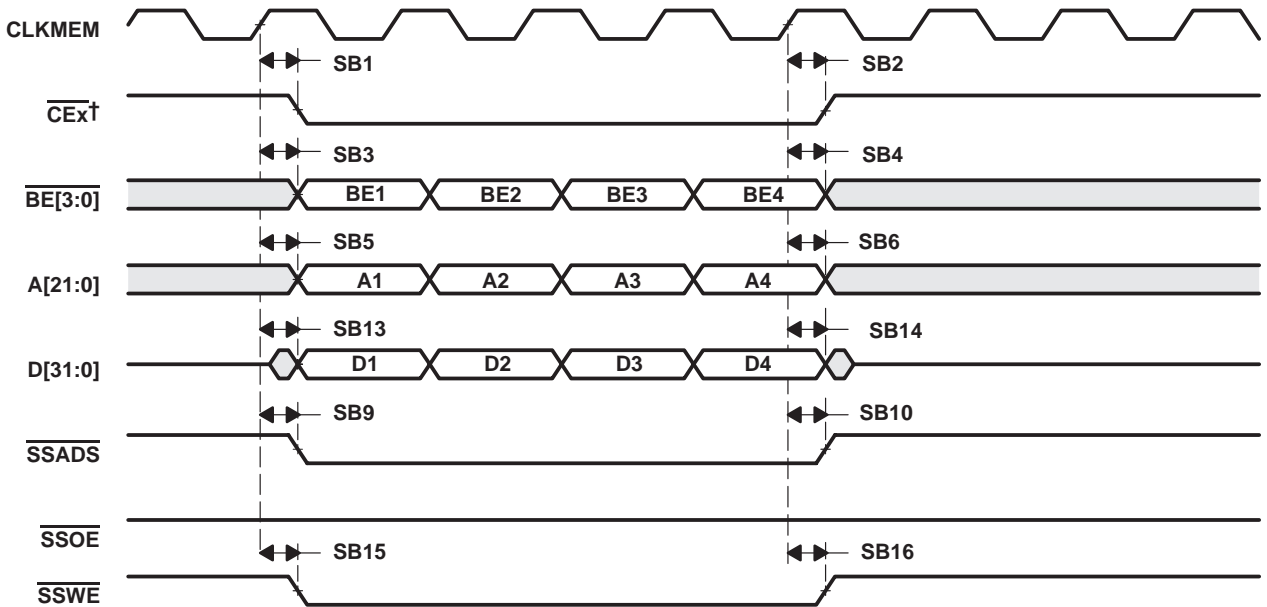 CLKMEM
SB1 SB2
CEx†
SB3 SB4
BE[3:0] BE1 BE2 BE3 BE4
SB5 SB6
A[21:0] A1 A2 A3 A4
SB13 SB14
D[31:0] D1 D2 D3 D4
SB9 SB10
SSADS
SSOE
SB15 SB16
SSWE